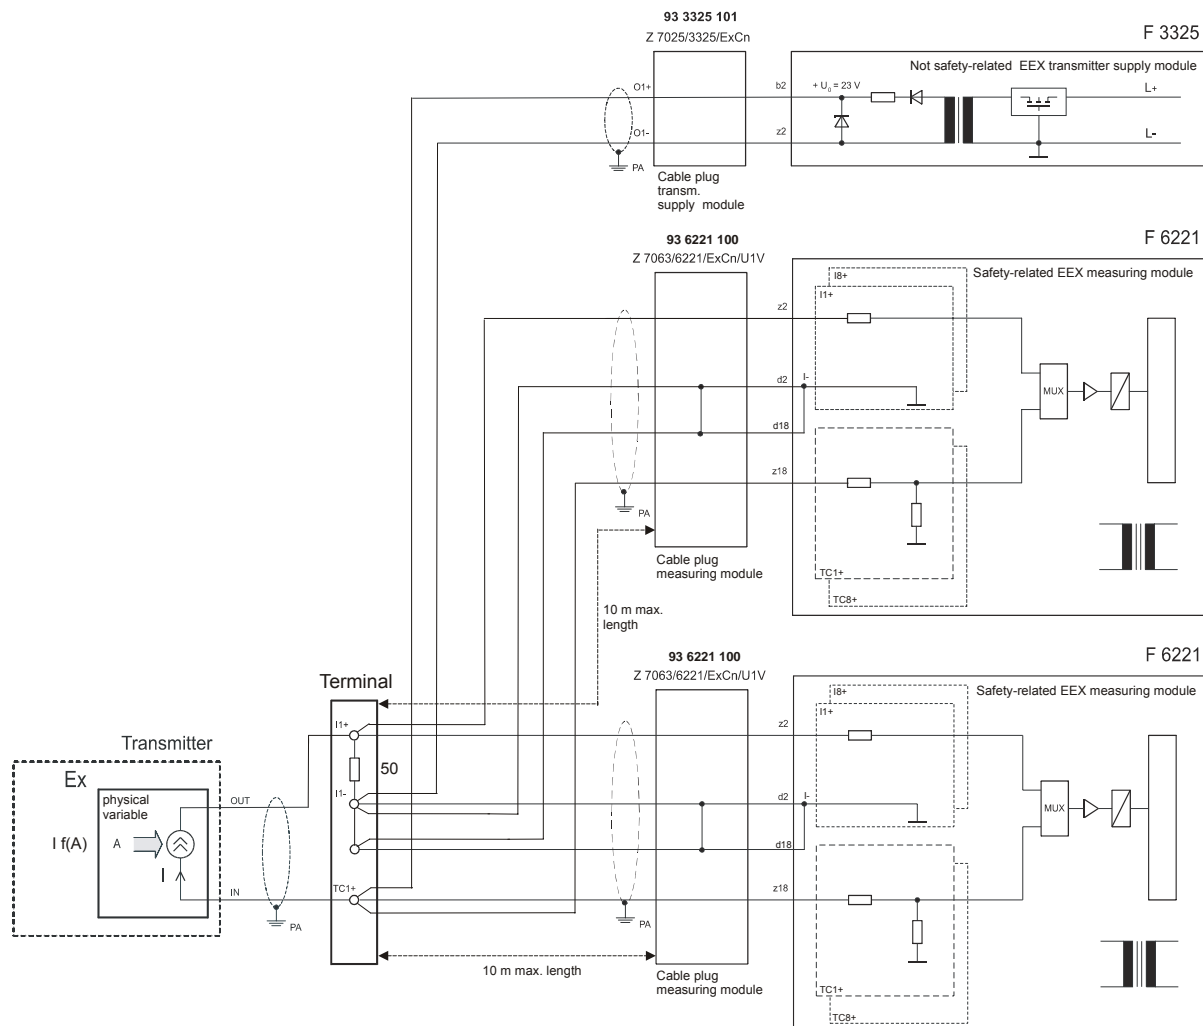 93 3325 101
Z 7025/3325/ExCn
F 3325
Not safety-related EEX transmitter supply module
O1+
b2
+ U₀ = 23 V
L+
O1-
z2
L-
PA
Cable plug
transm.
supply module
93 6221 100
Z 7063/6221/ExCn/U1V
F 6221
Safety-related EEX measuring module
I8+
I1+
z2
d2
I-
MUX
d18
z18
PA
TC1+
TC8+
Cable plug
measuring module
10 m max.
length
93 6221 100
Z 7063/6221/ExCn/U1V
F 6221
Safety-related EEX measuring module
Terminal
I8+
I1+
I1+
z2
Transmitter
50
Ex
physical
variable
OUT
I1-
d2
I-
MUX
I f(A)
A
d18
I
IN
TC1+
z18
PA
PA
10 m max. length
Cable plug
measuring module
TC1+
TC8+